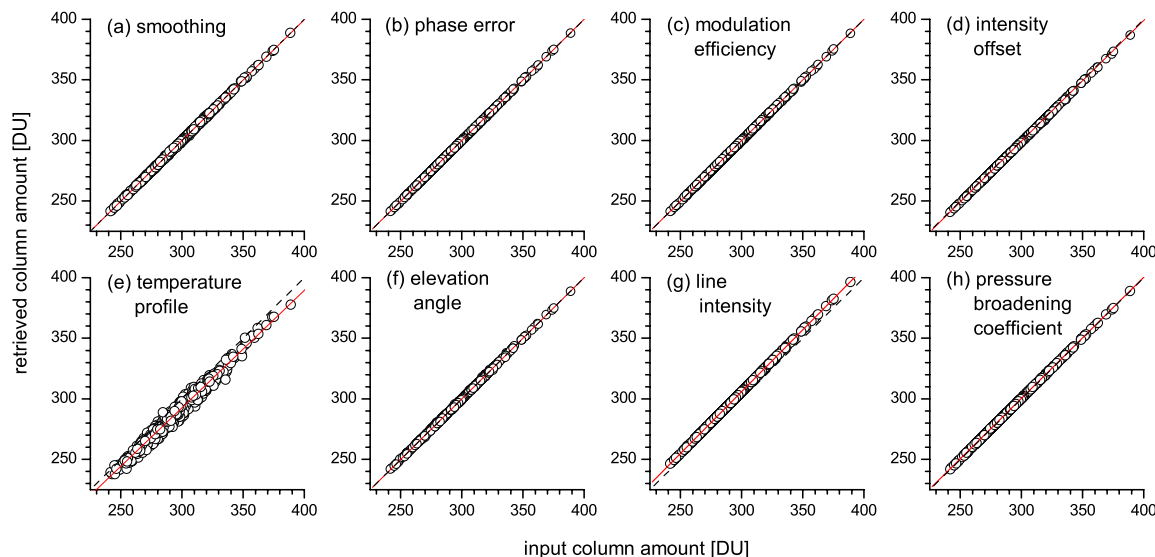 400
350
300
250
(a) smoothing
250 300 350 400
400
350
300
250
(b) phase error
250 300 350 400
400
350
300
250
(c) modulation
efficiency
250 300 350 400
400
350
300
250
(d) intensity
offset
250 300 350 400
400
350
300
250
(e) temperature
profile
250 300 350 400
400
350
300
250
(f) elevation
angle
250 300 350 400
400
350
300
250
(g) line
intensity
250 300 350 400
400
350
300
250
(h) pressure
broadening
coefficient
250 300 350 400
retrieved column amount [DU]
input column amount [DU]